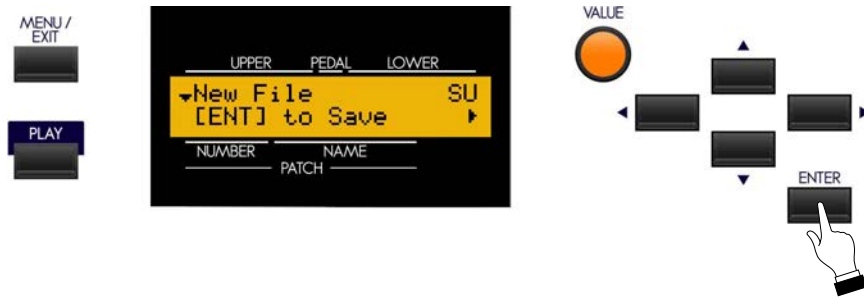 MENU /
EXIT
PLAY
UPPER PEDAL LOWER
New File SU
[ENT] to Save
NUMBER NAME
PATCH
VALUE
ENTER